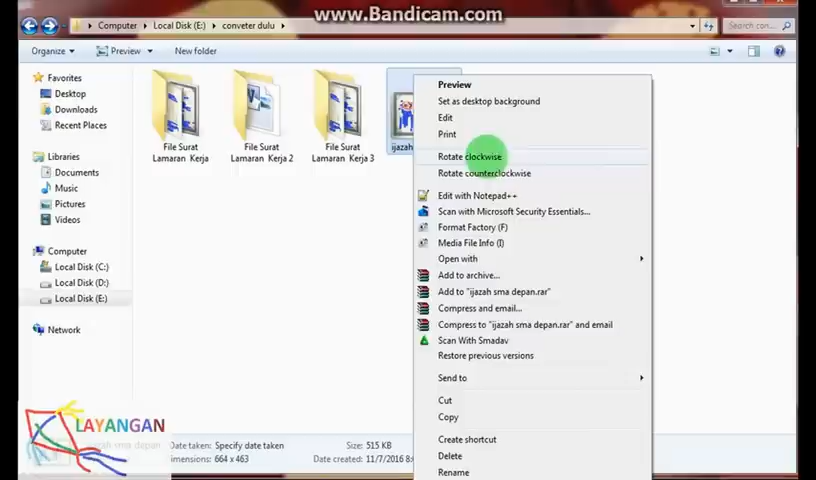 www.Bandicam.com
Computer
Local Disk (E:)
conveter dulu
Search con...
Organize
Preview
New folder
Favorites
Desktop
Downloads
Recent Places
Libraries
Documents
Music
Pictures
Videos
Computer
Local Disk (C:)
Local Disk (D:)
Local Disk (E:)
Network
File Surat
Lamaran Kerja
File Surat
Lamaran Kerja 2
File Surat
Lamaran Kerja 3
ijazah
Preview
Set as desktop background
Edit
Print
Rotate clockwise
Rotate counterclockwise
Edit with Notepad++
Scan with Microsoft Security Essentials...
Format Factory (F)
Media File Info (I)
Open with
Add to archive...
Add to "ijazah sma depan.rar"
Compress and email...
Compress to "ijazah sma depan.rar" and email
Scan With Smadav
Restore previous versions
Send to
Cut
Copy
Create shortcut
Delete
Rename
LAYANGAN
ijazah sma depan
Date taken: Specify date taken
Size: 515 KB
Dimensions: 664 x 463
Date created: 11/7/2016 8: